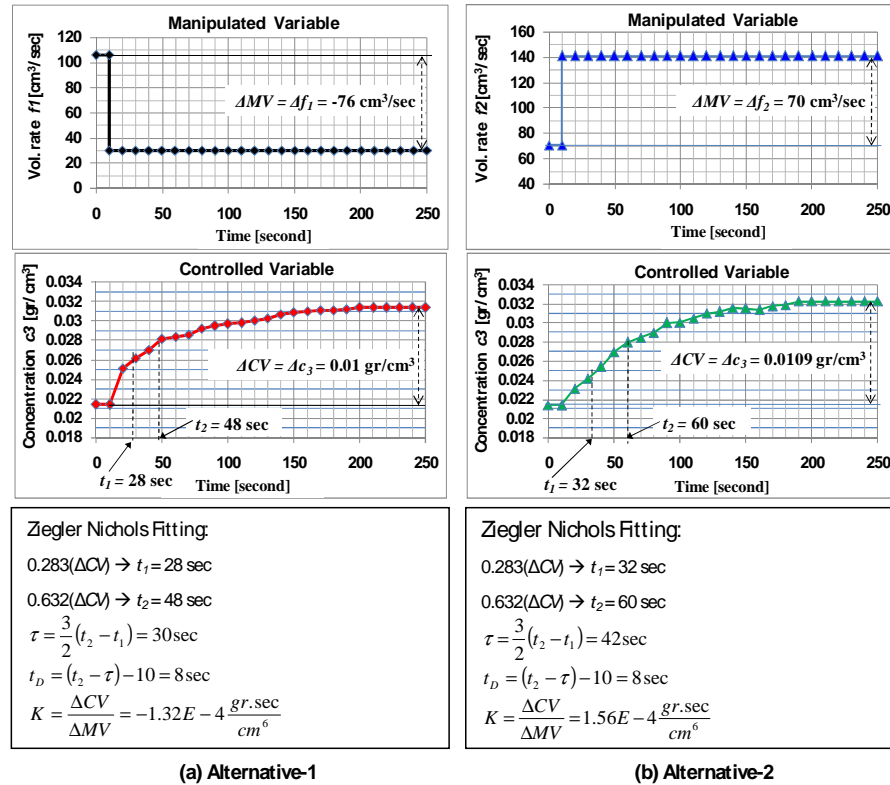 Manipulated Variable
Vol. rate f1 [cm³/sec]
120
100
80
60
40
20
0
ΔMV = Δf₁ = -76 cm³/sec
0 50 100 150 200 250
Time [second]
Controlled Variable
Concentration c3 [gr/cm³]
0.034
0.032
0.03
0.028
0.026
0.024
0.022
0.02
0.018
ΔCV = Δc₃ = 0.01 gr/cm³
t₂ = 48 sec
0 50 100 150 200 250
t₁ = 28 sec
Time [second]
Ziegler Nichols Fitting:
0.283(ΔCV) → t₁ = 28 sec
0.632(ΔCV) → t₂ = 48 sec
τ = 3/2 (t₂ − t₁) = 30 sec
t_D = (t₂ − τ) − 10 = 8 sec
K = ΔCV/ΔMV = −1.32E − 4 gr.sec/cm⁶
(a) Alternative-1
Manipulated Variable
Vol. rate f2 [cm³/sec]
160
140
120
100
80
60
40
ΔMV = Δf₂ = 70 cm³/sec
0 50 100 150 200 250
Time [second]
Controlled Variable
Concentration c3 [gr/cm³]
0.034
0.032
0.03
0.028
0.026
0.024
0.022
0.02
0.018
ΔCV = Δc₃ = 0.0109 gr/cm³
t₂ = 60 sec
0 50 100 150 200 250
t₁ = 32 sec
Time [second]
Ziegler Nichols Fitting:
0.283(ΔCV) → t₁ = 32 sec
0.632(ΔCV) → t₂ = 60 sec
τ = 3/2 (t₂ − t₁) = 42 sec
t_D = (t₂ − τ) − 10 = 8 sec
K = ΔCV/ΔMV = 1.56E − 4 gr.sec/cm⁶
(b) Alternative-2